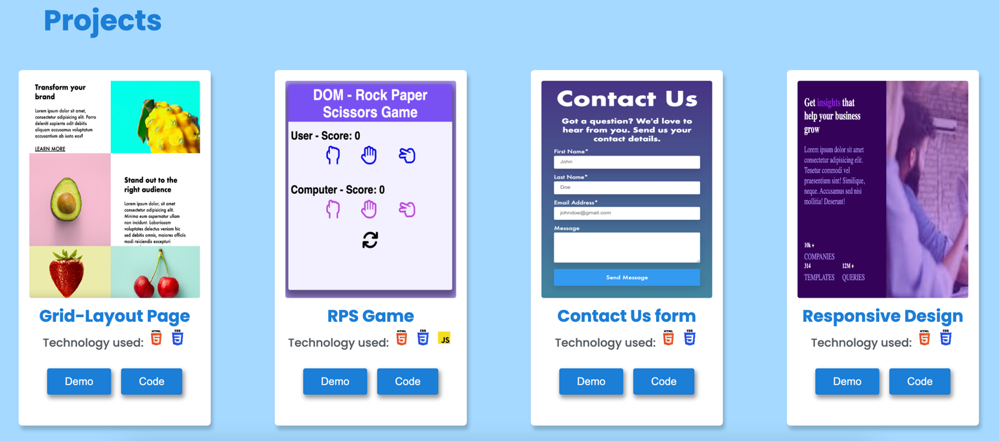 Projects
Transform your
brand
Lorem ipsum dolor sit amet,
consectetur adipisicing elit. Porro
deleniti sapiente odit debitis
aliquam accusamus voluptatum
accusantium ab iusto eos?
LEARN MORE
Stand out to the
right audience
Lorem ipsum dolor, sit amet
consectetur adipisicing elit.
Minima eum aspernatur ullam
non incidunt. Laboriosam
voluptates delectus veniam hic
sed debitis omnis, maiores officiis
modi reiciendis excepturi
Grid-Layout Page
Technology used: HTML 5 CSS 3
Demo Code
DOM - Rock Paper
Scissors Game
User - Score: 0
Computer - Score: 0
RPS Game
Technology used: HTML 5 CSS 3 JS
Demo Code
Contact Us
Got a question? We'd love to
hear from you. Send us your
contact details.
First Name*
John
Last Name*
Doe
Email Address*
johndoe@gmail.com
Message
Send Message
Contact Us form
Technology used: HTML 5 CSS 3
Demo Code
Get insights that
help your business
grow
Lorem ipsum dolor sit amet
consectetur adipisicing elit.
Tenetur commodi vel
praesentium sint! Similique,
neque. Accusamus sed nisi
mollitia! Deserunt!
10k+
COMPANIES
314 12M+
TEMPLATES QUERIES
Responsive Design
Technology used: HTML 5 CSS 3
Demo Code